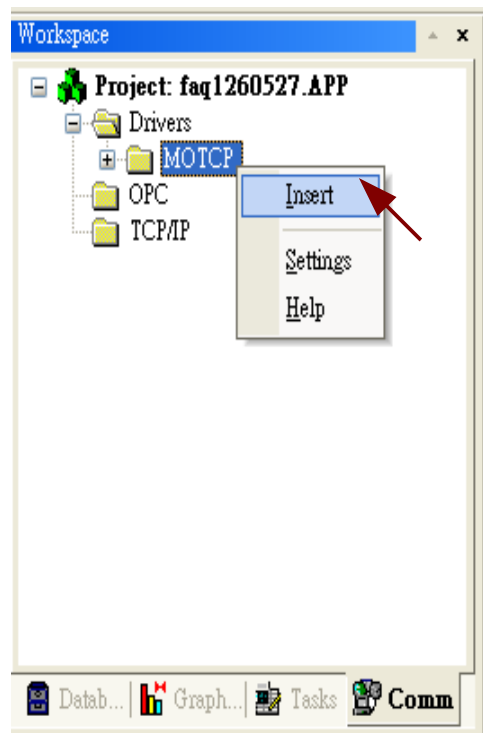 Workspace
Project: faq1260527.APP
Drivers
MOTCP
OPC
TCP/IP
Insert
Settings
Help
Datab... Graph... Tasks Comm